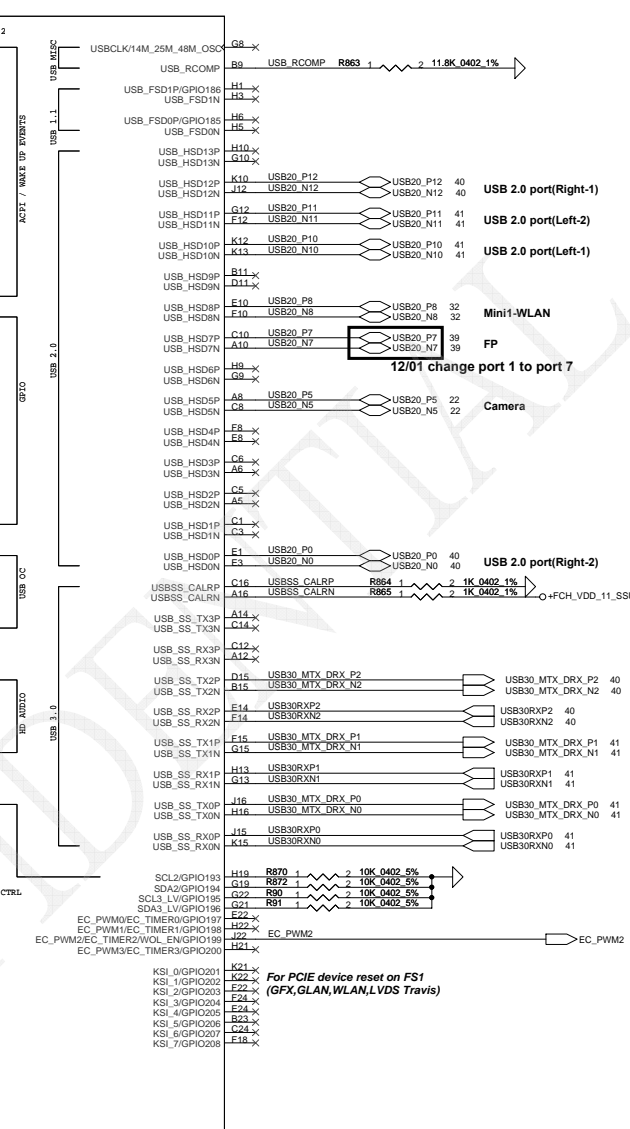 2
USB MISC
USBCLK/14M_25M_48M_OSC G8
USB_RCOMP B9 USB_RCOMP R863 1 2 11.8K_0402_1%
USB 1.1
USB_FSD1P/GPIO186 H1
USB_FSD1N H3
USB_FSD0P/GPIO185 H6
USB_FSD0N H5
ACPI / WAKE UP EVENTS
USB_HSD13P H10
USB_HSD13N G10
USB_HSD12P K10 USB20_P12 USB20_P12 40
USB_HSD12N J12 USB20_N12 USB20_N12 40
USB 2.0 port(Right-1)
USB_HSD11P G12 USB20_P11 USB20_P11 41
USB_HSD11N F12 USB20_N11 USB20_N11 41
USB 2.0 port(Left-2)
USB_HSD10P K12 USB20_P10 USB20_P10 41
USB_HSD10N K13 USB20_N10 USB20_N10 41
USB 2.0 port(Left-1)
USB_HSD9P B11
USB_HSD9N D11
USB_HSD8P E10 USB20_P8 USB20_P8 32
USB_HSD8N F10 USB20_N8 USB20_N8 32
Mini1-WLAN
USB_HSD7P C10 USB20_P7 USB20_P7 39
USB_HSD7N A10 USB20_N7 USB20_N7 39
FP
12/01 change port 1 to port 7
USB 2.0
GPIO
USB_HSD6P H9
USB_HSD6N G9
USB_HSD5P A8 USB20_P5 USB20_P5 22
USB_HSD5N C8 USB20_N5 USB20_N5 22
Camera
USB_HSD4P F8
USB_HSD4N E8
USB_HSD3P C6
USB_HSD3N A6
USB_HSD2P C5
USB_HSD2N A5
USB_HSD1P C1
USB_HSD1N C3
USB_HSD0P E1 USB20_P0 USB20_P0 40
USB_HSD0N E3 USB20_N0 USB20_N0 40
USB 2.0 port(Right-2)
USB OC
USBSS_CALRP C16 USBSS_CALRP R864 1 2 1K_0402_1%
USBSS_CALRN A16 USBSS_CALRN R865 1 2 1K_0402_1% +FCH_VDD_11_SSU
USB_SS_TX3P A14
USB_SS_TX3N C14
USB_SS_RX3P C12
USB_SS_RX3N A12
USB_SS_TX2P D15 USB30_MTX_DRX_P2 USB30_MTX_DRX_P2 40
USB_SS_TX2N B15 USB30_MTX_DRX_N2 USB30_MTX_DRX_N2 40
HD AUDIO
USB 3.0
USB_SS_RX2P E14 USB30RXP2 USB30RXP2 40
USB_SS_RX2N F14 USB30RXN2 USB30RXN2 40
USB_SS_TX1P F15 USB30_MTX_DRX_P1 USB30_MTX_DRX_P1 41
USB_SS_TX1N G15 USB30_MTX_DRX_N1 USB30_MTX_DRX_N1 41
USB_SS_RX1P H13 USB30RXP1 USB30RXP1 41
USB_SS_RX1N G13 USB30RXN1 USB30RXN1 41
USB_SS_TX0P J16 USB30_MTX_DRX_P0 USB30_MTX_DRX_P0 41
USB_SS_TX0N H16 USB30_MTX_DRX_N0 USB30_MTX_DRX_N0 41
USB_SS_RX0P J15 USB30RXP0 USB30RXP0 41
USB_SS_RX0N K15 USB30RXN0 USB30RXN0 41
CTRL
SCL2/GPIO193 H19 R870 1 2 10K_0402_5%
SDA2/GPIO194 G19 R872 1 2 10K_0402_5%
SCL3_LV/GPIO195 G22 R90 1 2 10K_0402_5%
SDA3_LV/GPIO196 G21 R91 1 2 10K_0402_5%
EC_PWM0/EC_TIMER0/GPIO197 E22
EC_PWM1/EC_TIMER1/GPIO198 H22
EC_PWM2/EC_TIMER2/WOL_EN/GPIO199 J22 EC_PWM2 EC_PWM2
EC_PWM3/EC_TIMER3/GPIO200 H21
KSI_0/GPIO201 K21
KSI_1/GPIO202 K22
KSI_2/GPIO203 F22
KSI_3/GPIO204 F24
KSI_4/GPIO205 E24
KSI_5/GPIO206 B23
KSI_6/GPIO207 C24
KSI_7/GPIO208 F18
For PCIE device reset on FS1
(GFX,GLAN,WLAN,LVDS Travis)
IDENTIAL